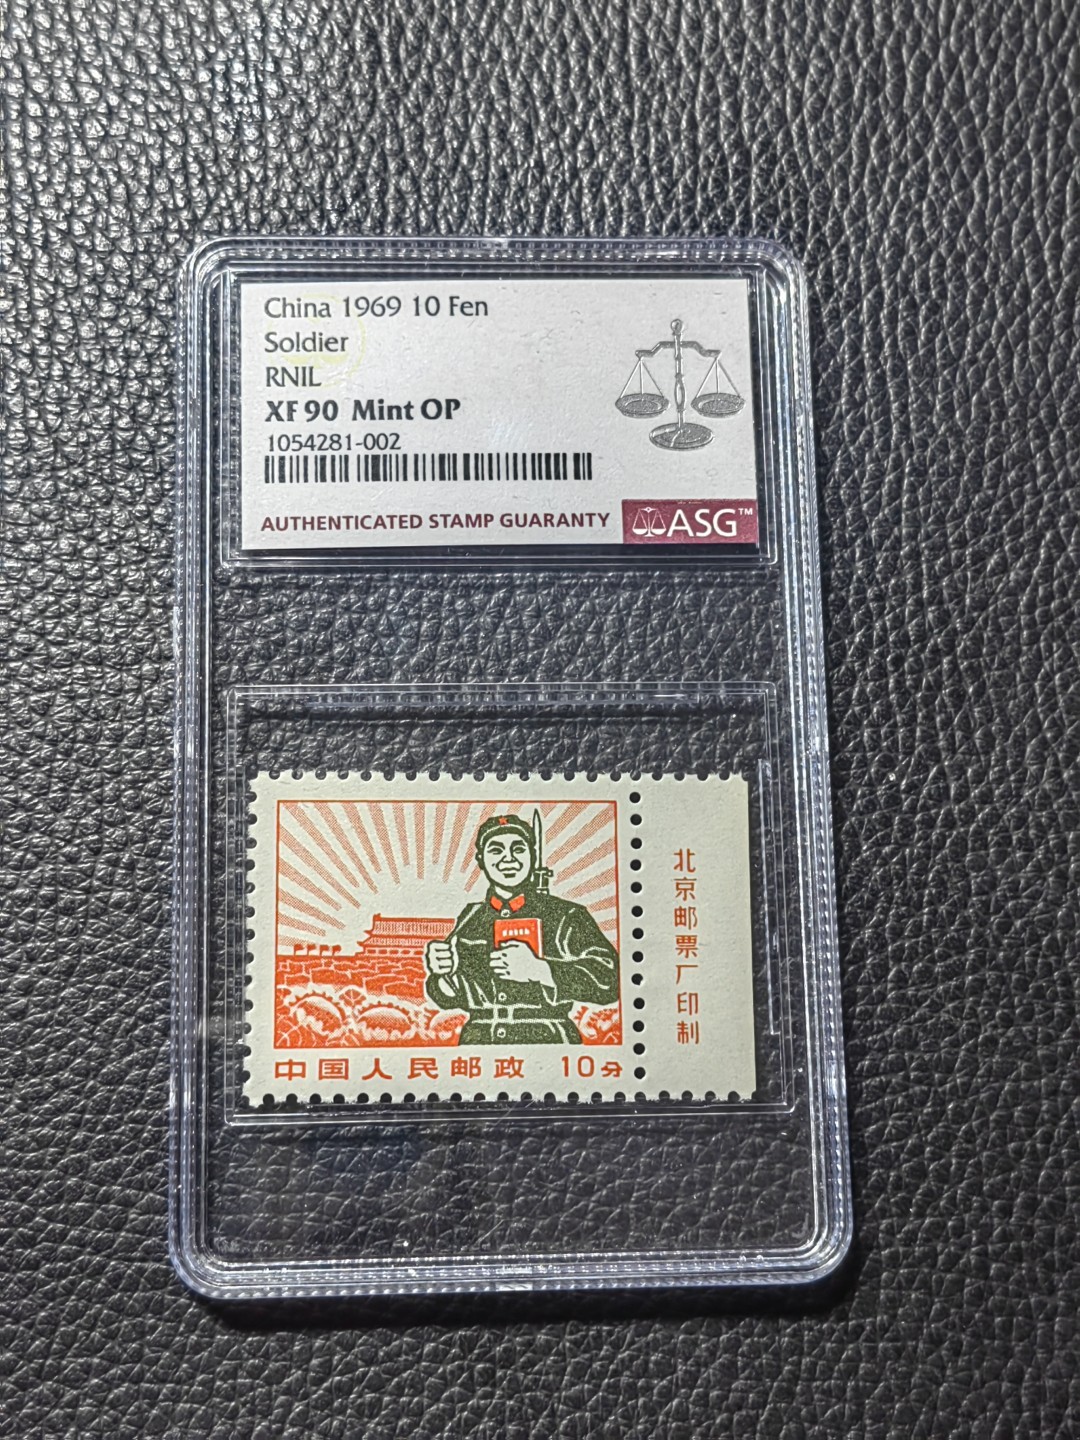 China 1969 10 Fen
Soldier
RNIL
XF 90 Mint OP
1054281-002
AUTHENTICATED STAMP GUARANTY
ASG™
中国人民邮政 10分
北京邮票厂印制